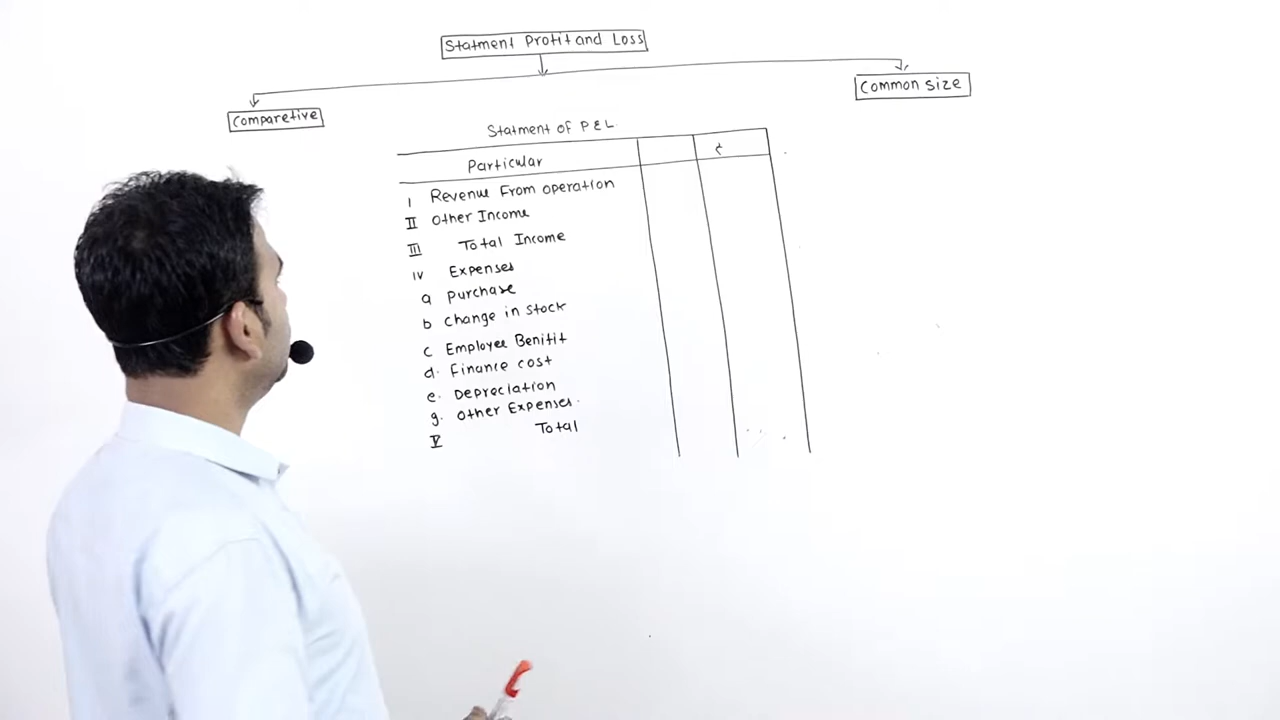 Statment Profit and Loss
Comparetive
Common size
Statment of P & L
Particular
₹
I Revenue From operation
II Other Income
III Total Income
IV Expenses
a Purchase
b Change in Stock
c Employee Benitit
d. Finance cost
e. Depreciation
g. Other Expenses.
V Total